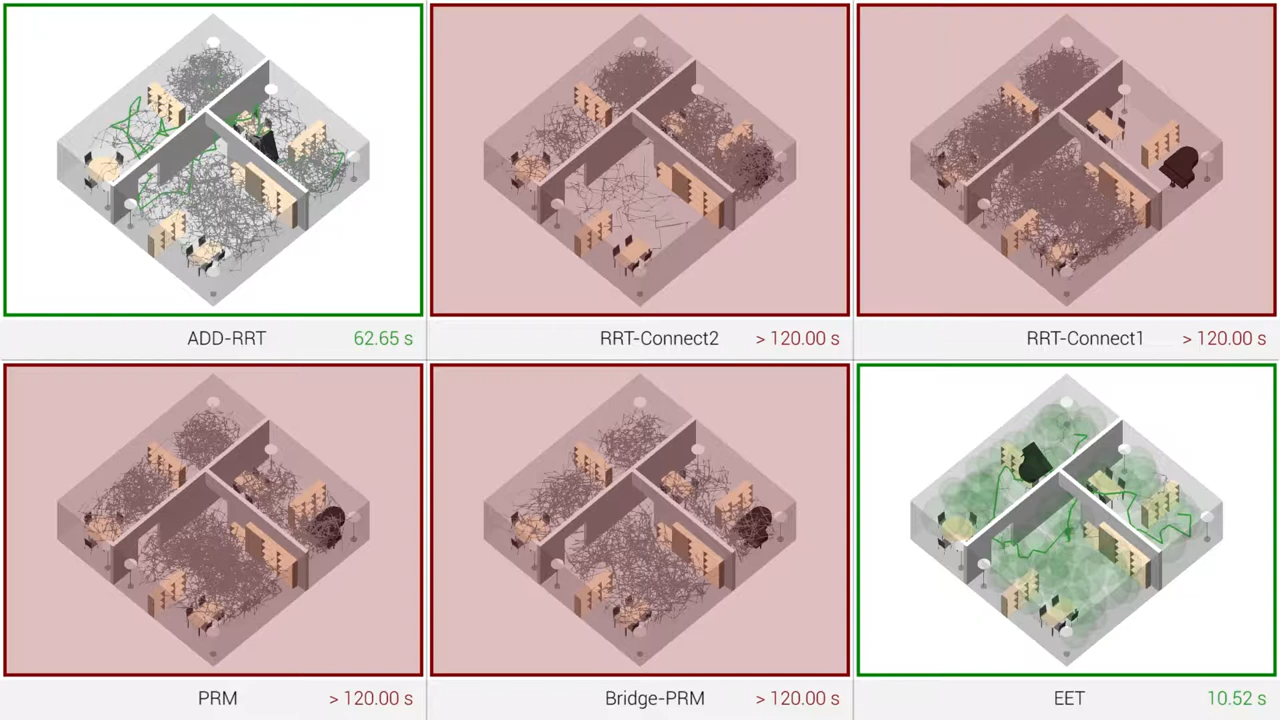 ADD-RRT 62.65 s
RRT-Connect2 > 120.00 s
RRT-Connect1 > 120.00 s
PRM > 120.00 s
Bridge-PRM > 120.00 s
EET 10.52 s